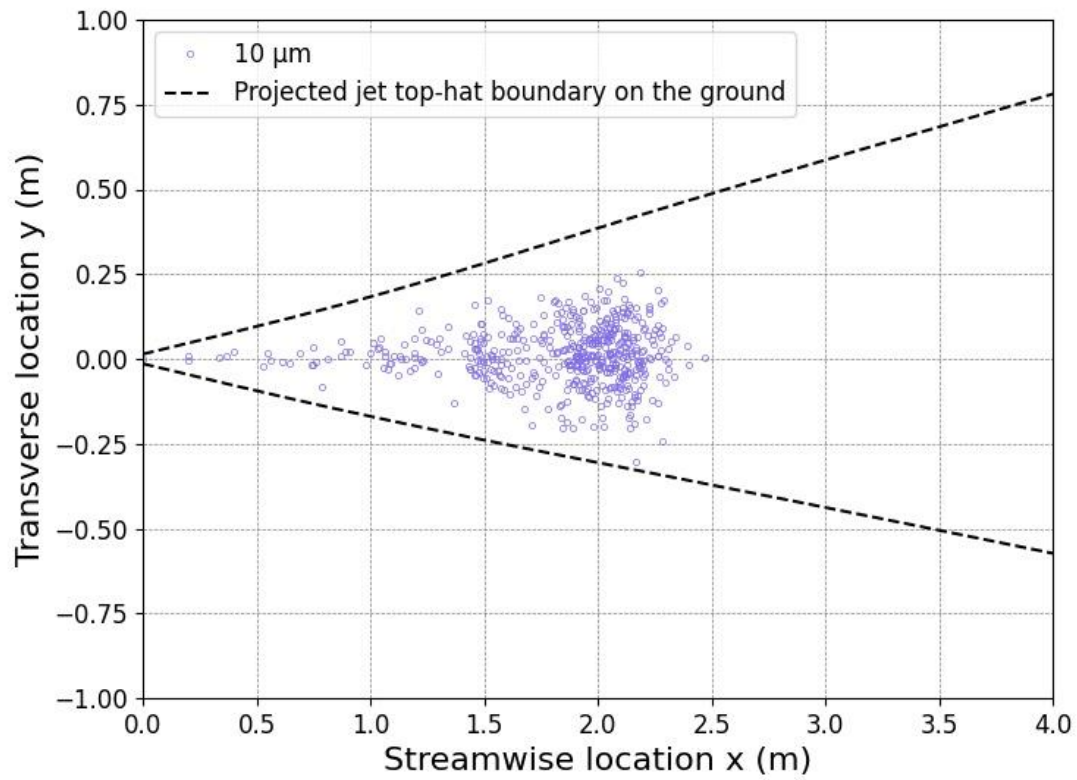 1.00
0.75
0.50
0.25
0.00
−0.25
−0.50
−0.75
−1.00
Transverse location y (m)
10 μm
Projected jet top-hat boundary on the ground
0.0 0.5 1.0 1.5 2.0 2.5 3.0 3.5 4.0
Streamwise location x (m)